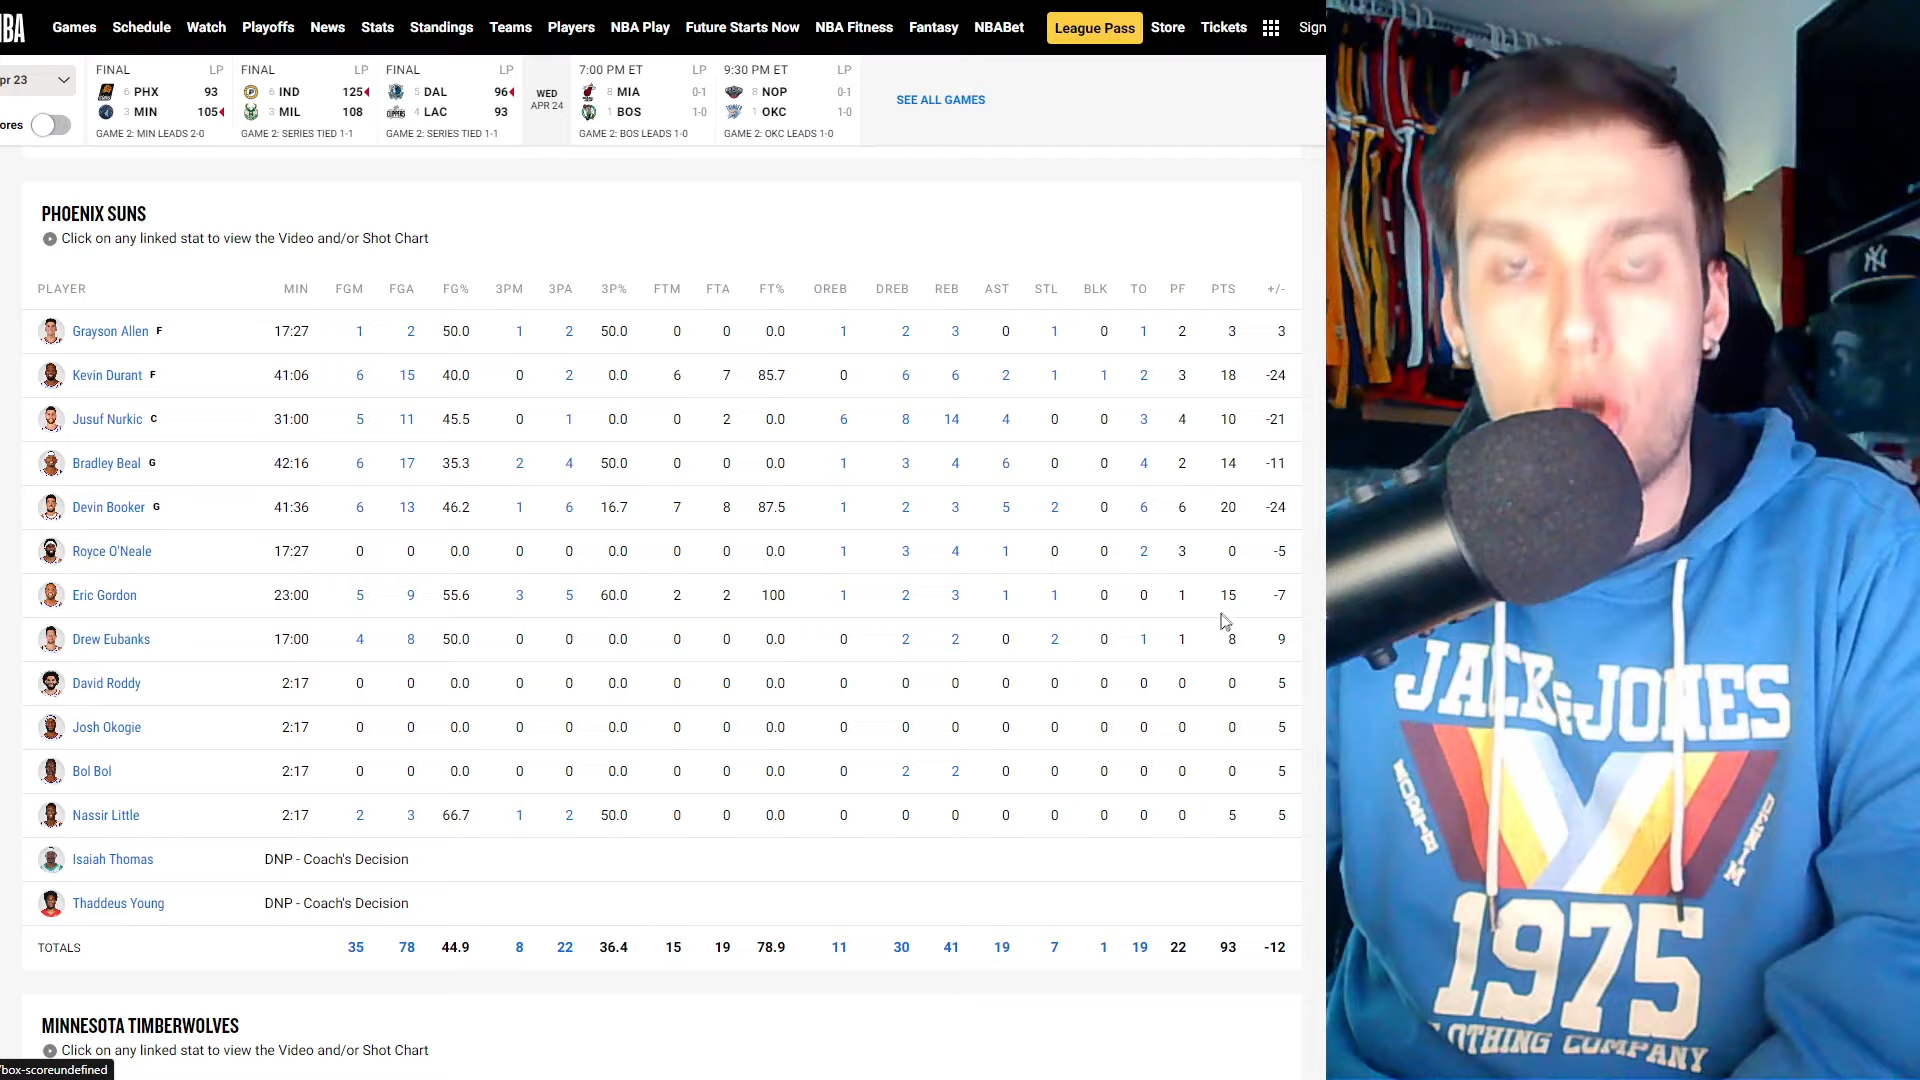 NBA Games Schedule Watch Playoffs News Stats Standings Teams Players NBA Play Future Starts Now NBA Fitness Fantasy NBABet League Pass Store Tickets Sign
pr 23
ores
FINAL LP
6 PHX 93
3 MIN 105
GAME 2: MIN LEADS 2-0
FINAL LP
6 IND 125
3 MIL 108
GAME 2: SERIES TIED 1-1
FINAL LP
5 DAL 96
4 LAC 93
GAME 2: SERIES TIED 1-1
WED
APR 24
7:00 PM ET LP
8 MIA 0-1
1 BOS 1-0
GAME 2: BOS LEADS 1-0
9:30 PM ET LP
8 NOP 0-1
1 OKC 1-0
GAME 2: OKC LEADS 1-0
SEE ALL GAMES
PHOENIX SUNS
Click on any linked stat to view the Video and/or Shot Chart
PLAYER MIN FGM FGA FG% 3PM 3PA 3P% FTM FTA FT% OREB DREB REB AST STL BLK TO PF PTS +/-
Grayson Allen F 17:27 1 2 50.0 1 2 50.0 0 0 0.0 1 2 3 0 1 0 1 2 3 3
Kevin Durant F 41:06 6 15 40.0 0 2 0.0 6 7 85.7 0 6 6 2 1 1 2 3 18 -24
Jusuf Nurkic C 31:00 5 11 45.5 0 1 0.0 0 2 0.0 6 8 14 4 0 0 3 4 10 -21
Bradley Beal G 42:16 6 17 35.3 2 4 50.0 0 0 0.0 1 3 4 6 0 0 4 2 14 -11
Devin Booker G 41:36 6 13 46.2 1 6 16.7 7 8 87.5 1 2 3 5 2 0 6 6 20 -24
Royce O'Neale 17:27 0 0 0.0 0 0 0.0 0 0 0.0 1 3 4 1 0 0 2 3 0 -5
Eric Gordon 23:00 5 9 55.6 3 5 60.0 2 2 100 1 2 3 1 1 0 0 1 15 -7
Drew Eubanks 17:00 4 8 50.0 0 0 0.0 0 0 0.0 0 2 2 0 2 0 1 1 8 9
David Roddy 2:17 0 0 0.0 0 0 0.0 0 0 0.0 0 0 0 0 0 0 0 0 0 5
Josh Okogie 2:17 0 0 0.0 0 0 0.0 0 0 0.0 0 0 0 0 0 0 0 0 0 5
Bol Bol 2:17 0 0 0.0 0 0 0.0 0 0 0.0 0 2 2 0 0 0 0 0 0 5
Nassir Little 2:17 2 3 66.7 1 2 50.0 0 0 0.0 0 0 0 0 0 0 0 0 5 5
Isaiah Thomas DNP - Coach's Decision
Thaddeus Young DNP - Coach's Decision
TOTALS 35 78 44.9 8 22 36.4 15 19 78.9 11 30 41 19 7 1 19 22 93 -12
MINNESOTA TIMBERWOLVES
Click on any linked stat to view the Video and/or Shot Chart
/box-scoreundefined
NY
JACK & JONES
NORTH
DENIM
1975
CLOTHING COMPANY